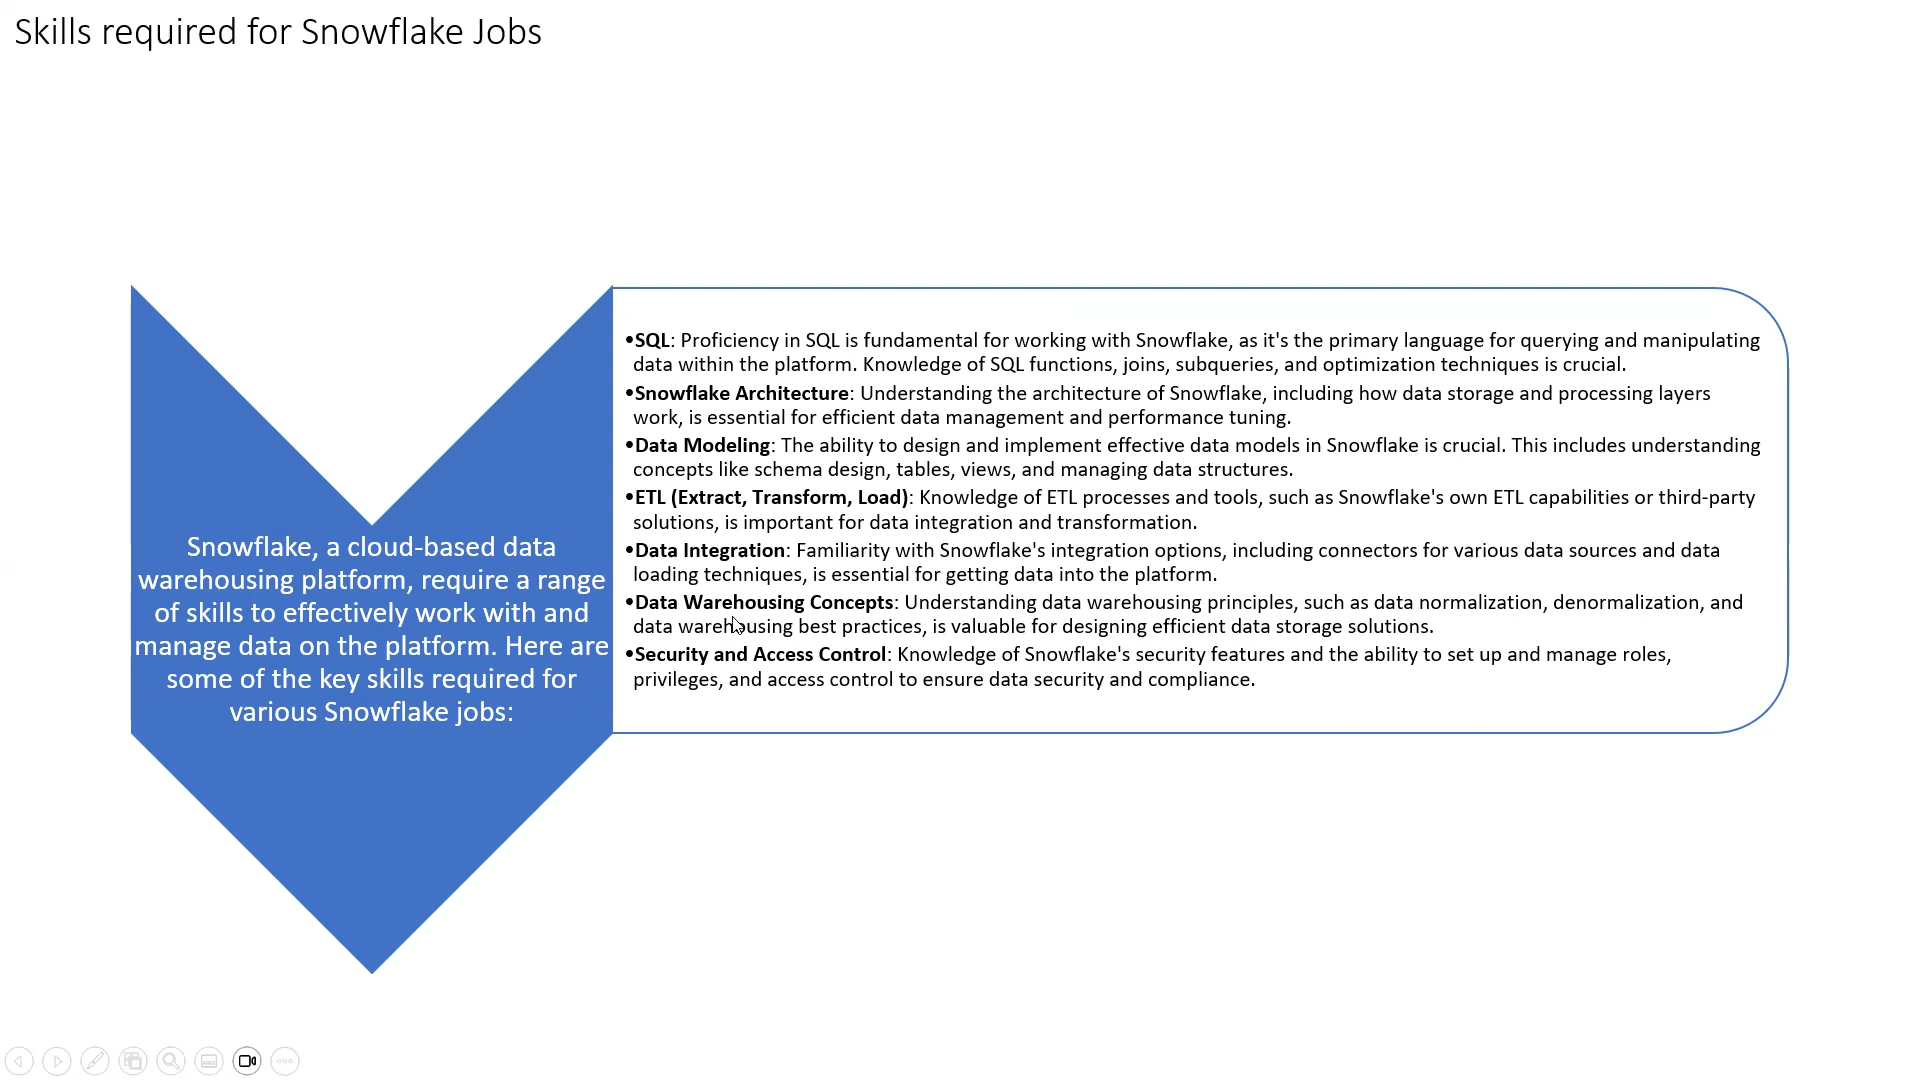 Skills required for Snowflake Jobs
Snowflake, a cloud-based data
warehousing platform, require a range
of skills to effectively work with and
manage data on the platform. Here are
some of the key skills required for
various Snowflake jobs:
•SQL: Proficiency in SQL is fundamental for working with Snowflake, as it's the primary language for querying and manipulating
data within the platform. Knowledge of SQL functions, joins, subqueries, and optimization techniques is crucial.
•Snowflake Architecture: Understanding the architecture of Snowflake, including how data storage and processing layers
work, is essential for efficient data management and performance tuning.
•Data Modeling: The ability to design and implement effective data models in Snowflake is crucial. This includes understanding
concepts like schema design, tables, views, and managing data structures.
•ETL (Extract, Transform, Load): Knowledge of ETL processes and tools, such as Snowflake's own ETL capabilities or third-party
solutions, is important for data integration and transformation.
•Data Integration: Familiarity with Snowflake's integration options, including connectors for various data sources and data
loading techniques, is essential for getting data into the platform.
•Data Warehousing Concepts: Understanding data warehousing principles, such as data normalization, denormalization, and
data warehousing best practices, is valuable for designing efficient data storage solutions.
•Security and Access Control: Knowledge of Snowflake's security features and the ability to set up and manage roles,
privileges, and access control to ensure data security and compliance.